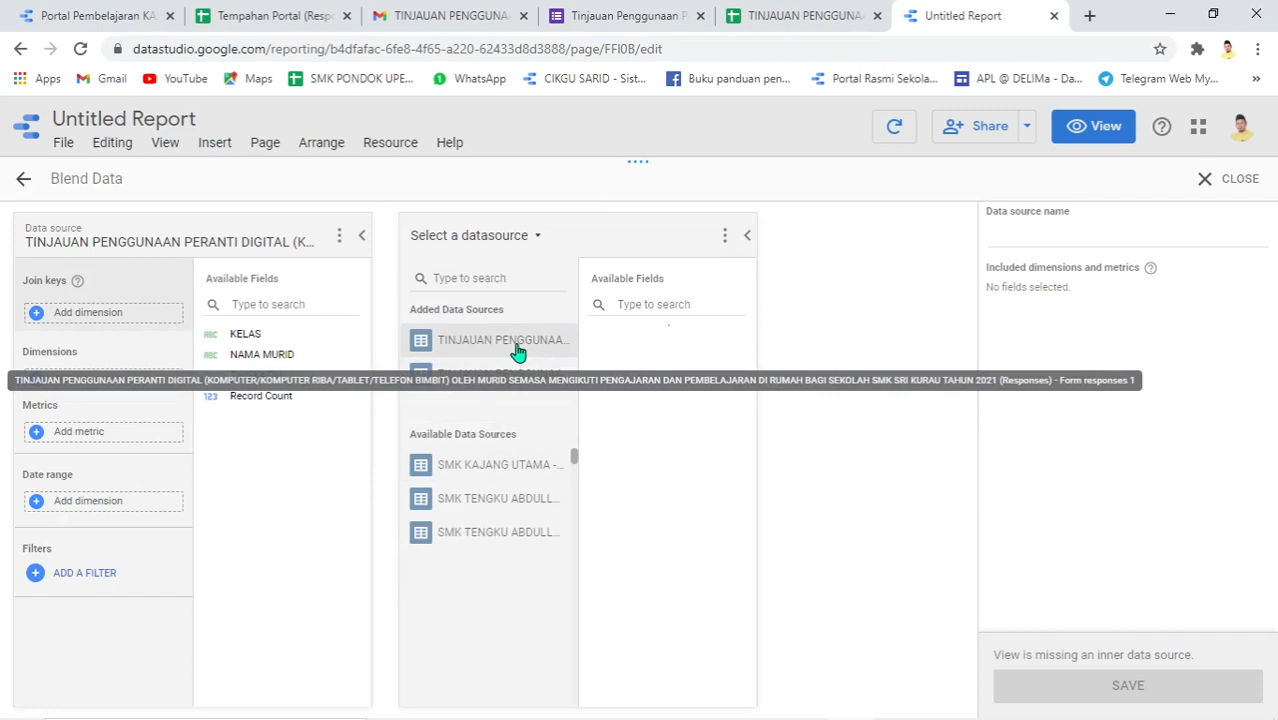 Portal Pembelajaran KA
Tempahan Portal (Resp
TINJAUAN PENGGUNA
Tinjauan Penggunaan P
TINJAUAN PENGGUNA
Untitled Report
datastudio.google.com/reporting/b4dfafac-6fe8-4f65-a220-62433d8d3888/page/FFI0B/edit
Apps
Gmail
YouTube
Maps
SMK PONDOK UPE...
WhatsApp
CIKGU SARID - Sist...
Buku panduan pen...
Portal Rasmi Sekola...
APL @ DELIMa - Da...
Telegram Web My...
Untitled Report
File Editing View Insert Page Arrange Resource Help
Share
View
Blend Data
CLOSE
Data source
TINJAUAN PENGGUNAAN PERANTI DIGITAL (K...
Join keys
Add dimension
Dimensions
Metrics
Add metric
Date range
Add dimension
Filters
ADD A FILTER
Available Fields
Type to search
ABC KELAS
ABC NAMA MURID
123 Record Count
Select a datasource
Type to search
Added Data Sources
TINJAUAN PENGGUNAA...
TINJAUAN PENGGUNAAN PERANTI DIGITAL (KOMPUTER/KOMPUTER RIBA/TABLET/TELEFON BIMBIT) OLEH MURID SEMASA MENGIKUTI PENGAJARAN DAN PEMBELAJARAN DI RUMAH BAGI SEKOLAH SMK SRI KURAU TAHUN 2021 (Responses) - Form responses 1
Available Data Sources
SMK KAJANG UTAMA -...
SMK TENGKU ABDULL...
SMK TENGKU ABDULL...
Available Fields
Type to search
Data source name
Included dimensions and metrics
No fields selected.
View is missing an inner data source.
SAVE